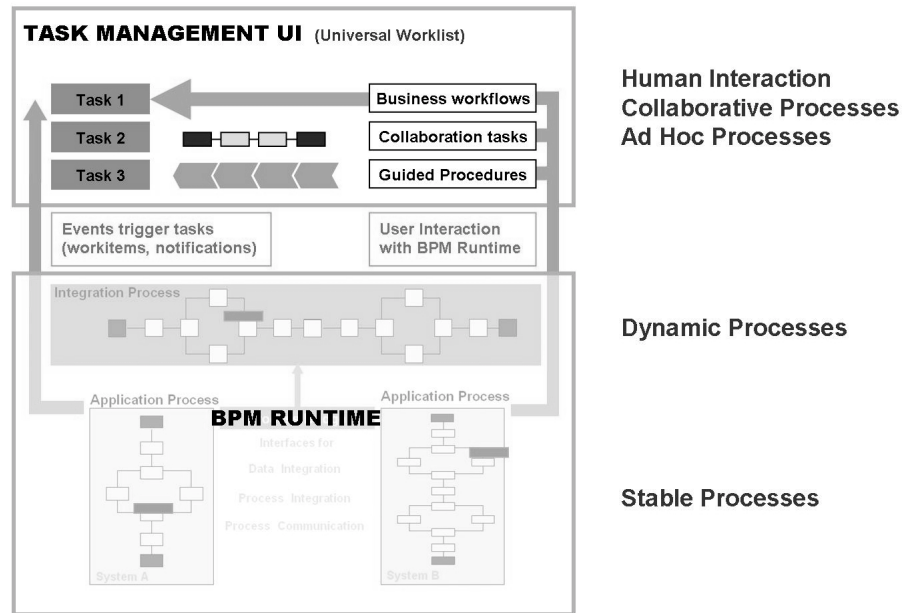 TASK MANAGEMENT UI (Universal Worklist)
Task 1
Business workflows
Task 2
Collaboration tasks
Task 3
Guided Procedures
Human Interaction
Collaborative Processes
Ad Hoc Processes
Events trigger tasks
(workitems, notifications)
User Interaction
with BPM Runtime
Integration Process
Dynamic Processes
Application Process
Application Process
BPM RUNTIME
Interfaces for
Data Integration
Process Integration
Process Communication
System A
System B
Stable Processes